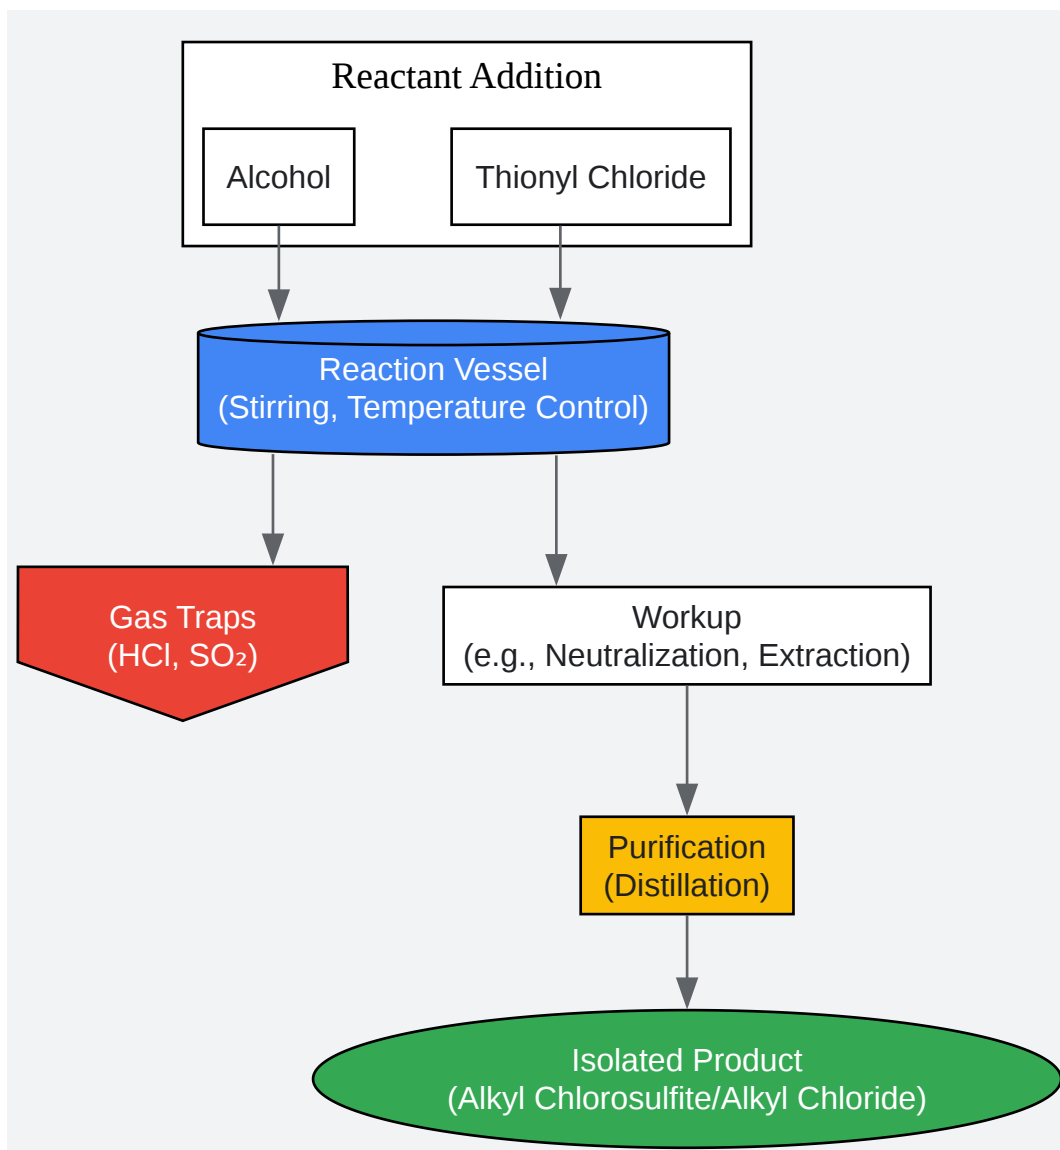 Reactant Addition
Alcohol
Thionyl Chloride
Reaction Vessel
(Stirring, Temperature Control)
Gas Traps
(HCl, SO₂)
Workup
(e.g., Neutralization, Extraction)
Purification
(Distillation)
Isolated Product
(Alkyl Chlorosulfite/Alkyl Chloride)